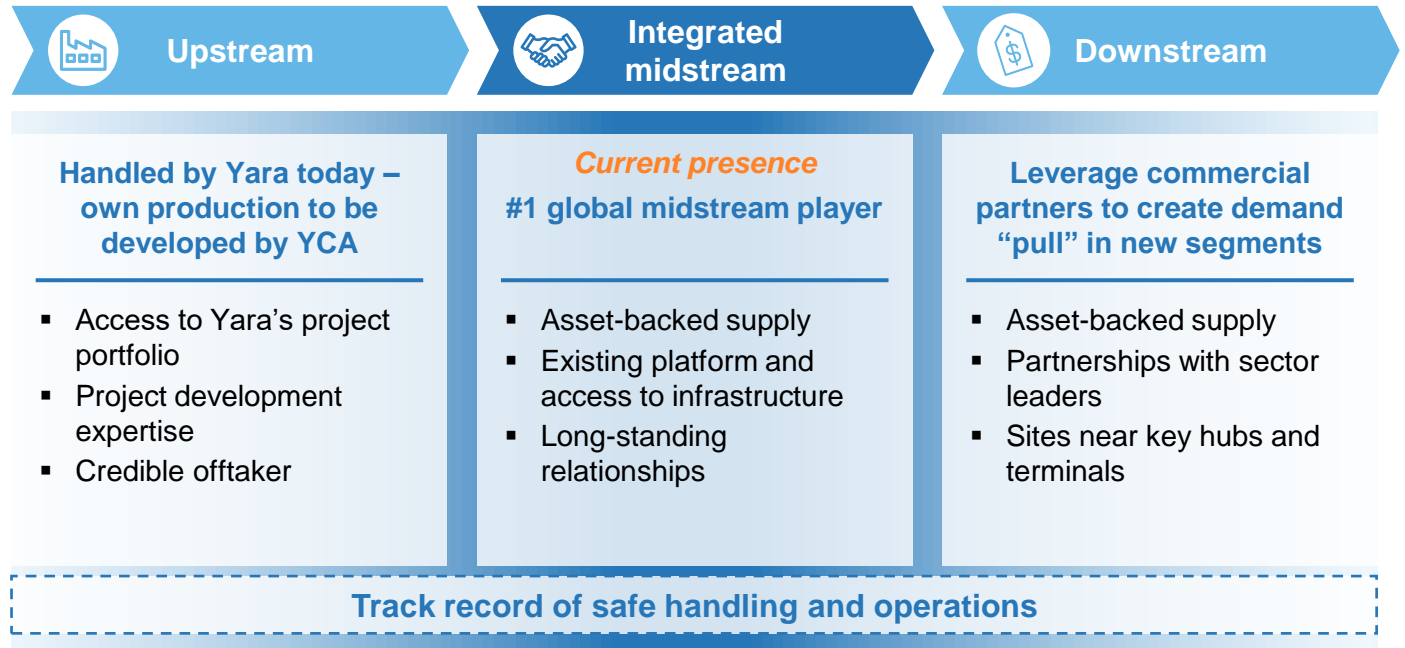 Upstream
Integrated
midstream
Downstream
Handled by Yara today –
own production to be
developed by YCA
▪ Access to Yara's project
portfolio
▪ Project development
expertise
▪ Credible offtaker
Current presence
#1 global midstream player
▪ Asset-backed supply
▪ Existing platform and
access to infrastructure
▪ Long-standing
relationships
Leverage commercial
partners to create demand
“pull” in new segments
▪ Asset-backed supply
▪ Partnerships with sector
leaders
▪ Sites near key hubs and
terminals
Track record of safe handling and operations